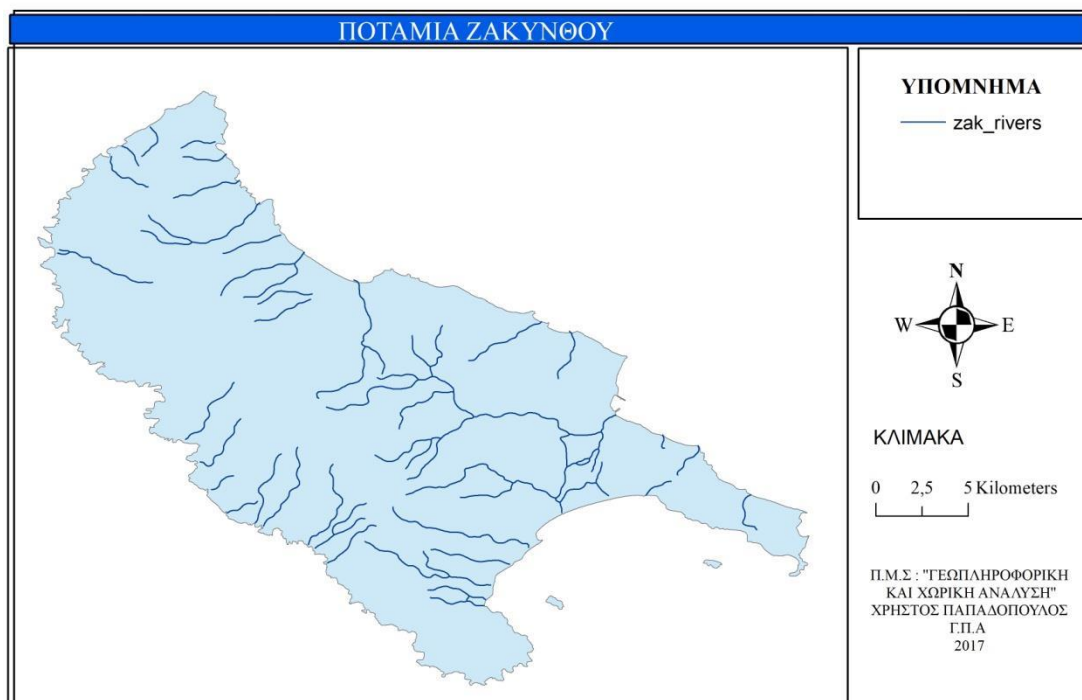 ΠΟΤΑΜΙΑ ΖΑΚΥΝΘΟΥ
ΥΠΟΜΝΗΜΑ
zak_rivers
N
W E
S
ΚΛΙΜΑΚΑ
0 2,5 5 Kilometers
Π.Μ.Σ : "ΓΕΩΠΛΗΡΟΦΟΡΙΚΗ
ΚΑΙ ΧΩΡΙΚΗ ΑΝΑΛΥΣΗ"
ΧΡΗΣΤΟΣ ΠΑΠΑΔΟΠΟΥΛΟΣ
Γ.Π.Α
2017